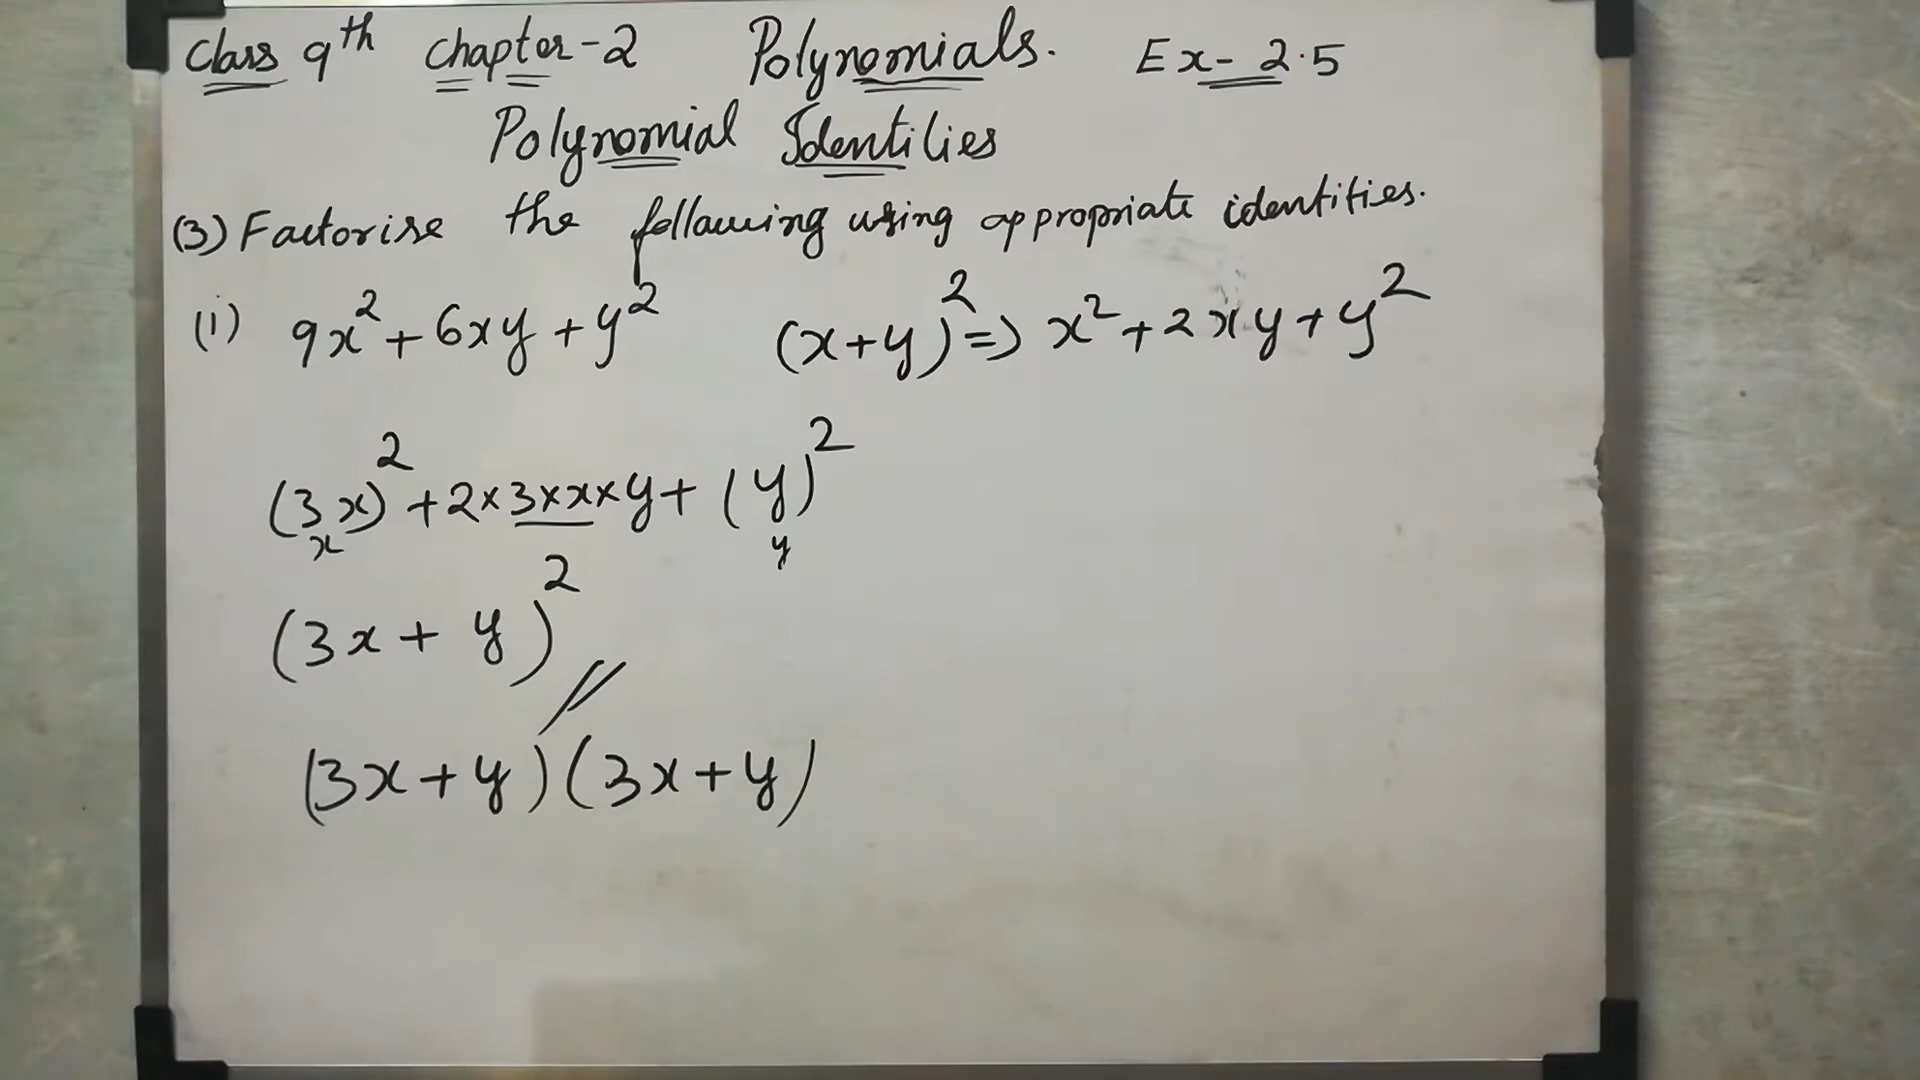 Class 9th Chapter-2 Polynomials. Ex- 2.5
Polynomial Identities
(3) Factorise the following using appropriate identities.
(i) 9x² + 6xy + y² (x+y)² => x² + 2xy + y²
(3x)² + 2×3×x×y + (y)²
x y
(3x + y)²
(3x+y)(3x+y)